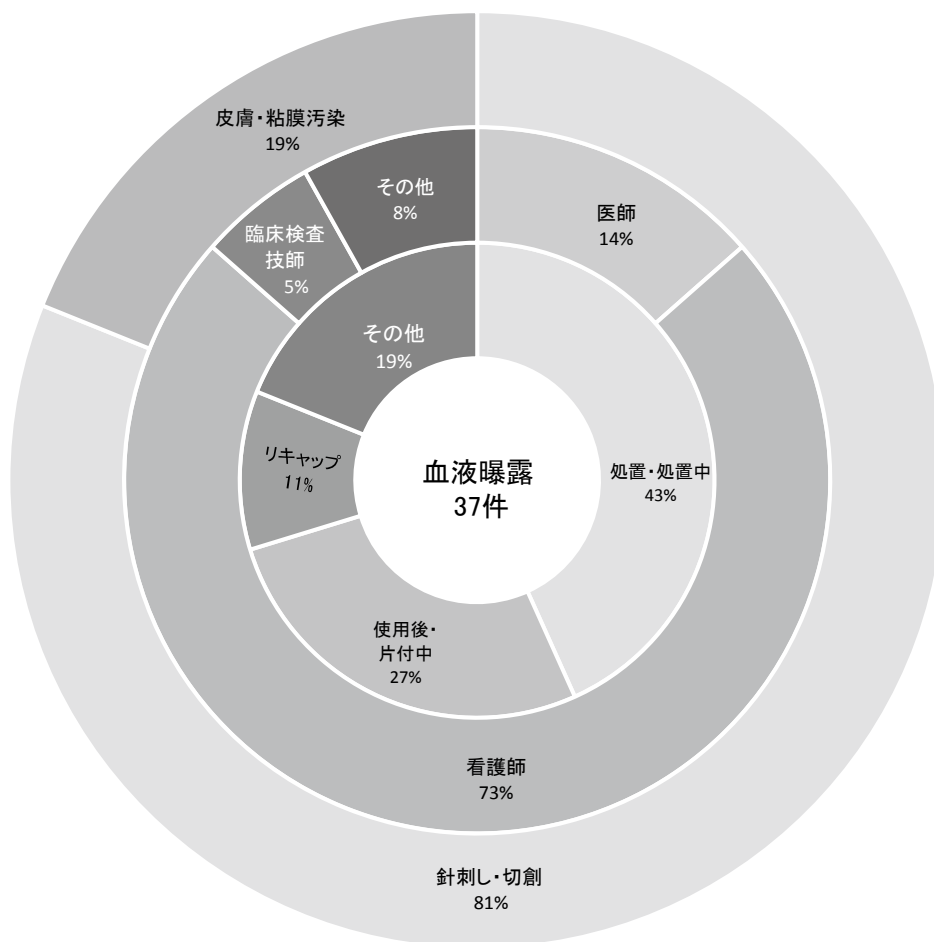 皮膚・粘膜汚染
19%
その他
8%
医師
14%
臨床検査
技師
5%
その他
19%
リキャップ
11%
血液曝露
37件
処置・処置中
43%
使用後・
片付中
27%
看護師
73%
針刺し・切創
81%